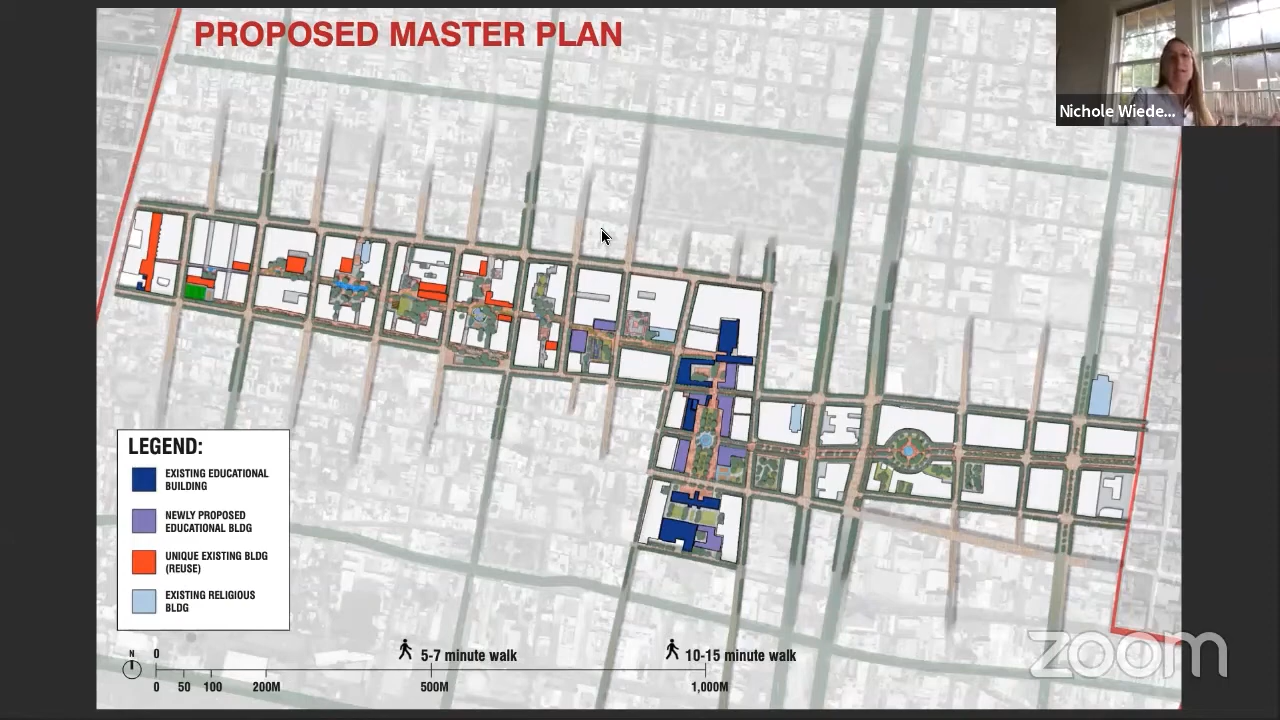 PROPOSED MASTER PLAN
Nichole Wiede...
LEGEND:
EXISTING EDUCATIONAL
BUILDING
NEWLY PROPOSED
EDUCATIONAL BLDG
UNIQUE EXISTING BLDG
(REUSE)
EXISTING RELIGIOUS
BLDG
N
0
5-7 minute walk
10-15 minute walk
0
50
100
200M
500M
1,000M
zoom